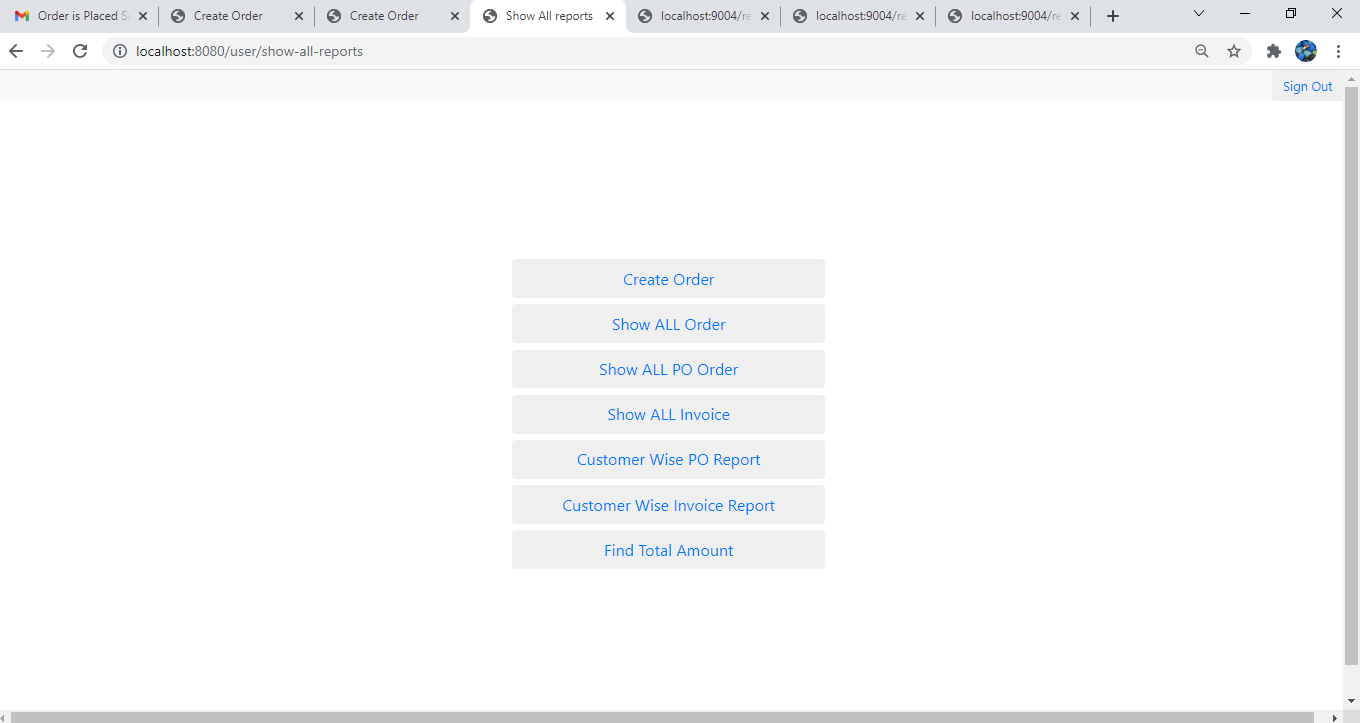 Order is Placed S
Create Order
Create Order
Show All reports
localhost:9004/re
localhost:9004/re
localhost:9004/re
localhost:8080/user/show-all-reports
Sign Out
Create Order
Show ALL Order
Show ALL PO Order
Show ALL Invoice
Customer Wise PO Report
Customer Wise Invoice Report
Find Total Amount